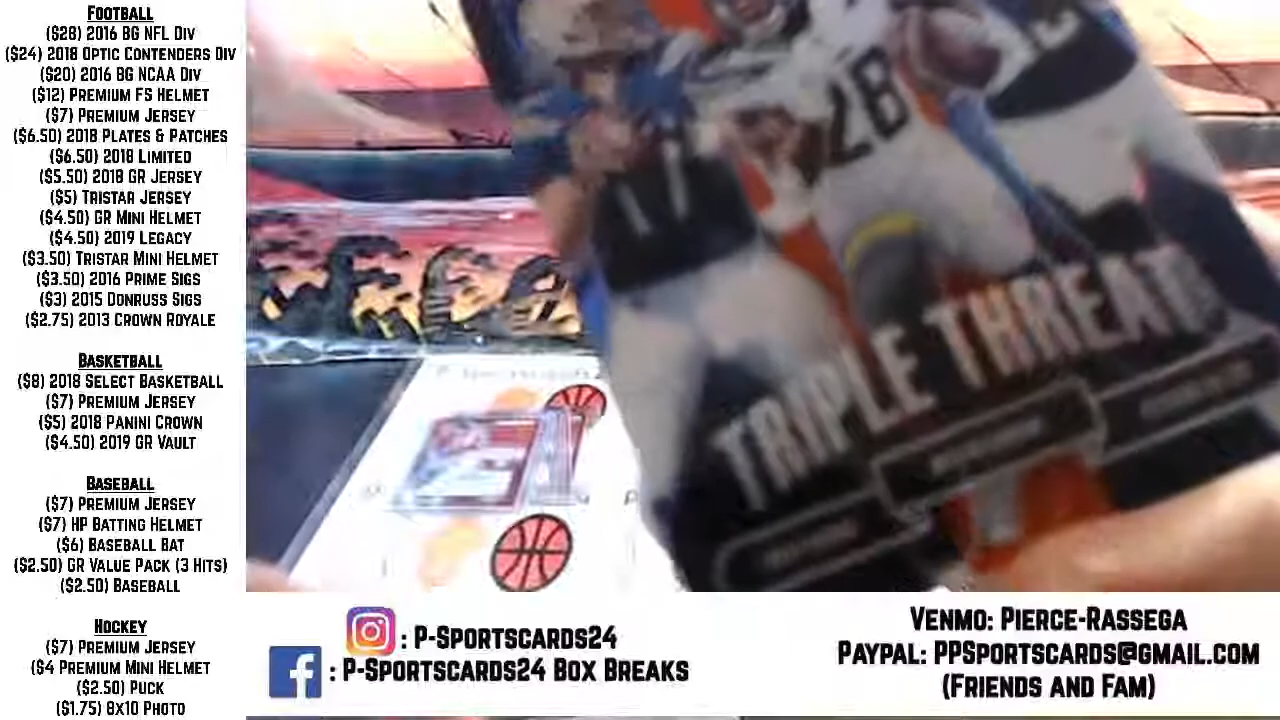 Football
($28) 2016 BG NFL Div
($24) 2018 Optic Contenders Div
($20) 2016 BG NCAA Div
($12) Premium FS Helmet
($7) Premium Jersey
($6.50) 2018 Plates & Patches
($6.50) 2018 Limited
($5.50) 2018 GR Jersey
($5) Tristar Jersey
($4.50) GR Mini Helmet
($4.50) 2019 Legacy
($3.50) Tristar Mini Helmet
($3.50) 2016 Prime Sigs
($3) 2015 Donruss Sigs
($2.75) 2013 Crown Royale
Basketball
($8) 2018 Select Basketball
($7) Premium Jersey
($5) 2018 Panini Crown
($4.50) 2019 GR Vault
Baseball
($7) Premium Jersey
($7) HP Batting Helmet
($6) Baseball Bat
($2.50) GR Value Pack (3 Hits)
($2.50) Baseball
Hockey
($7) Premium Jersey
($4 Premium Mini Helmet
($2.50) Puck
($1.75) 8x10 Photo
17
28
TRIPLE THREAT
: P-Sportscards24
: P-Sportscards24 Box Breaks
Venmo: Pierce-Rassega
Paypal: PPSportscards@gmail.com
(Friends and Fam)